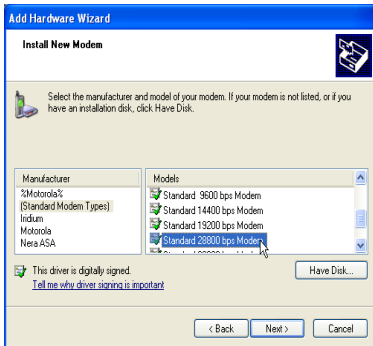 Add Hardware Wizard
Install New Modem
Select the manufacturer and model of your modem. If your modem is not listed, or if you
have an installation disk, click Have Disk.
Manufacturer
%Motorola%
(Standard Modem Types)
Iridium
Motorola
Nera ASA
Models
Standard 9600 bps Modem
Standard 14400 bps Modem
Standard 19200 bps Modem
Standard 28800 bps Modem
This driver is digitally signed.
Tell me why driver signing is important
Have Disk...
< Back
Next >
Cancel